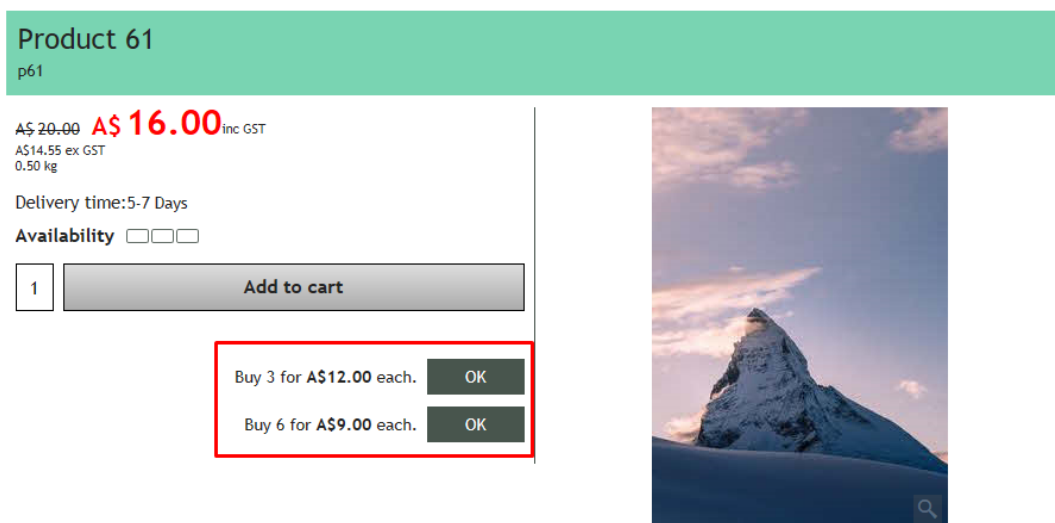 Product 61
p61
A$ 20.00 A$ 16.00 inc GST
A$14.55 ex GST
0.50 kg
Delivery time:5-7 Days
Availability
1 Add to cart
Buy 3 for A$12.00 each. OK
Buy 6 for A$9.00 each. OK